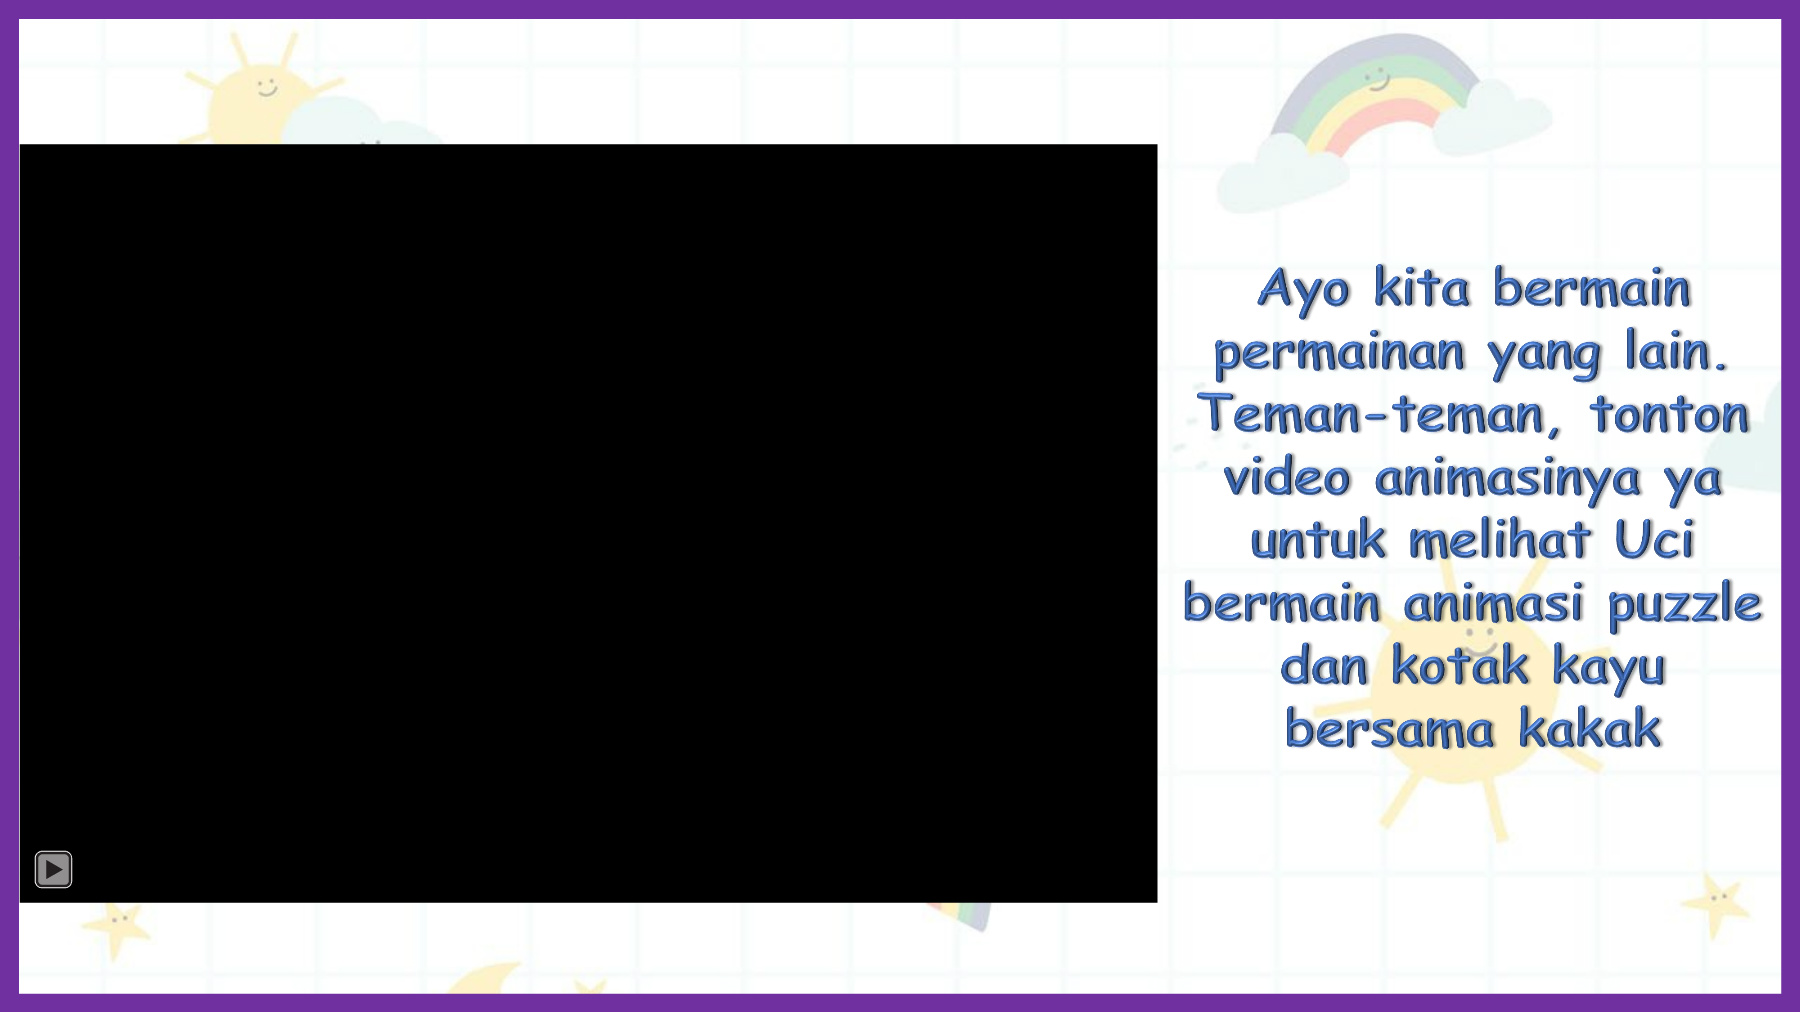 Ayo kita bermain
permainan yang lain.
Teman-teman, tonton
video animasinya ya
untuk melihat Uci
bermain animasi puzzle
dan kotak kayu
bersama kakak